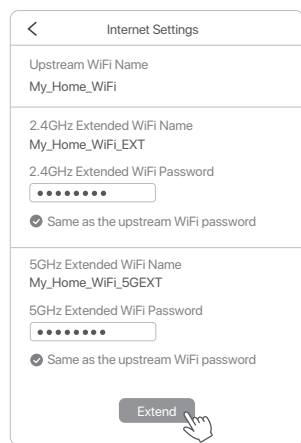 Internet Settings
Upstream WiFi Name
My_Home_WiFi
2.4GHz Extended WiFi Name
My_Home_WiFi_EXT
2.4GHz Extended WiFi Password
●●●●●●●●
Same as the upstream WiFi password
5GHz Extended WiFi Name
My_Home_WiFi_5GEXT
5GHz Extended WiFi Password
●●●●●●●●
Same as the upstream WiFi password
Extend